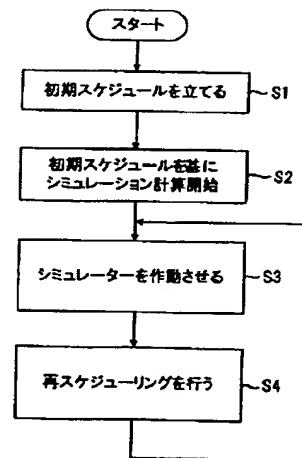 スタート
初期スケジュールを立てる
S1
初期スケジュールを基に
シミュレーション計算開始
S2
シミュレーターを作動させる
S3
再スケジューリングを行う
S4